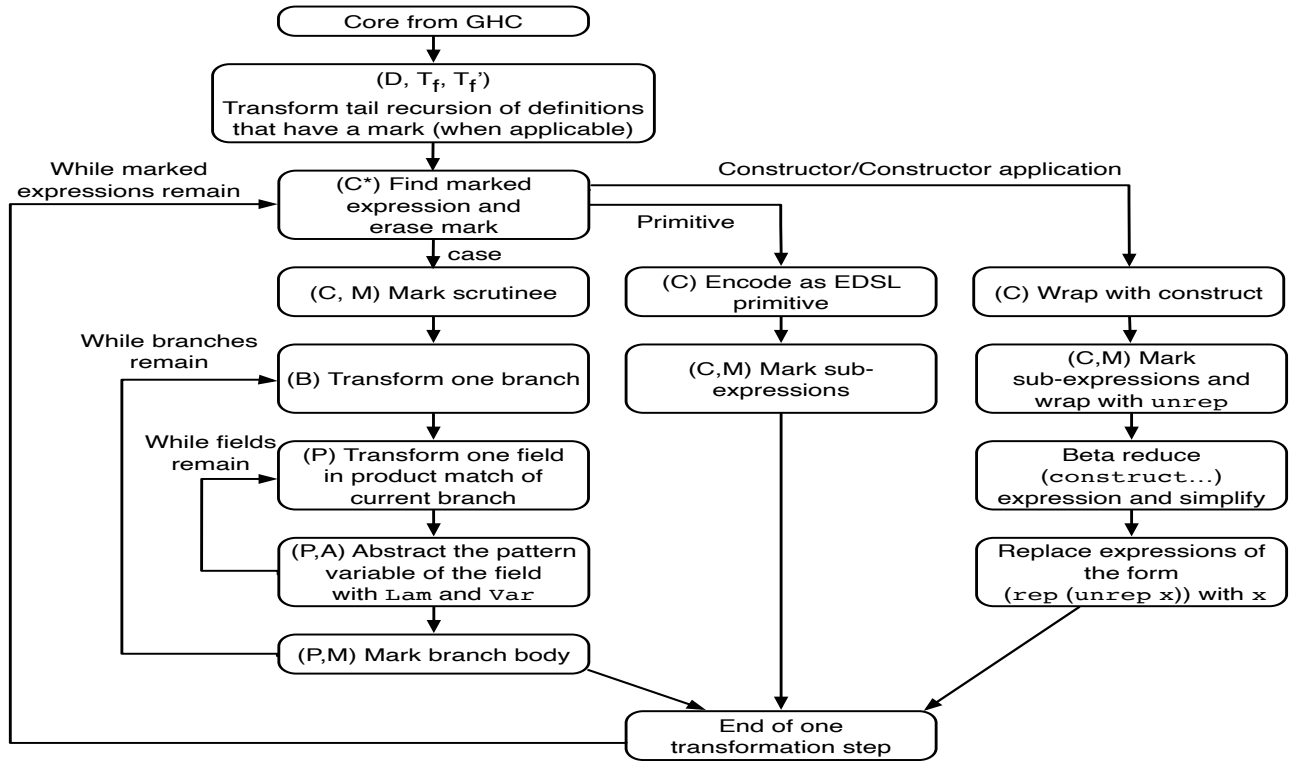 Core from GHC
(D, Tf, Tf')
Transform tail recursion of definitions
that have a mark (when applicable)
While marked
expressions remain
(C*) Find marked
expression and
erase mark
Constructor/Constructor application
Primitive
case
(C, M) Mark scrutinee
(C) Encode as EDSL
primitive
(C) Wrap with construct
While branches
remain
(B) Transform one branch
(C,M) Mark sub-
expressions
(C,M) Mark
sub-expressions and
wrap with unrep
While fields
remain
(P) Transform one field
in product match of
current branch
Beta reduce
(construct...)
expression and simplify
(P,A) Abstract the pattern
variable of the field
with Lam and Var
Replace expressions of
the form
(rep (unrep x)) with x
(P,M) Mark branch body
End of one
transformation step